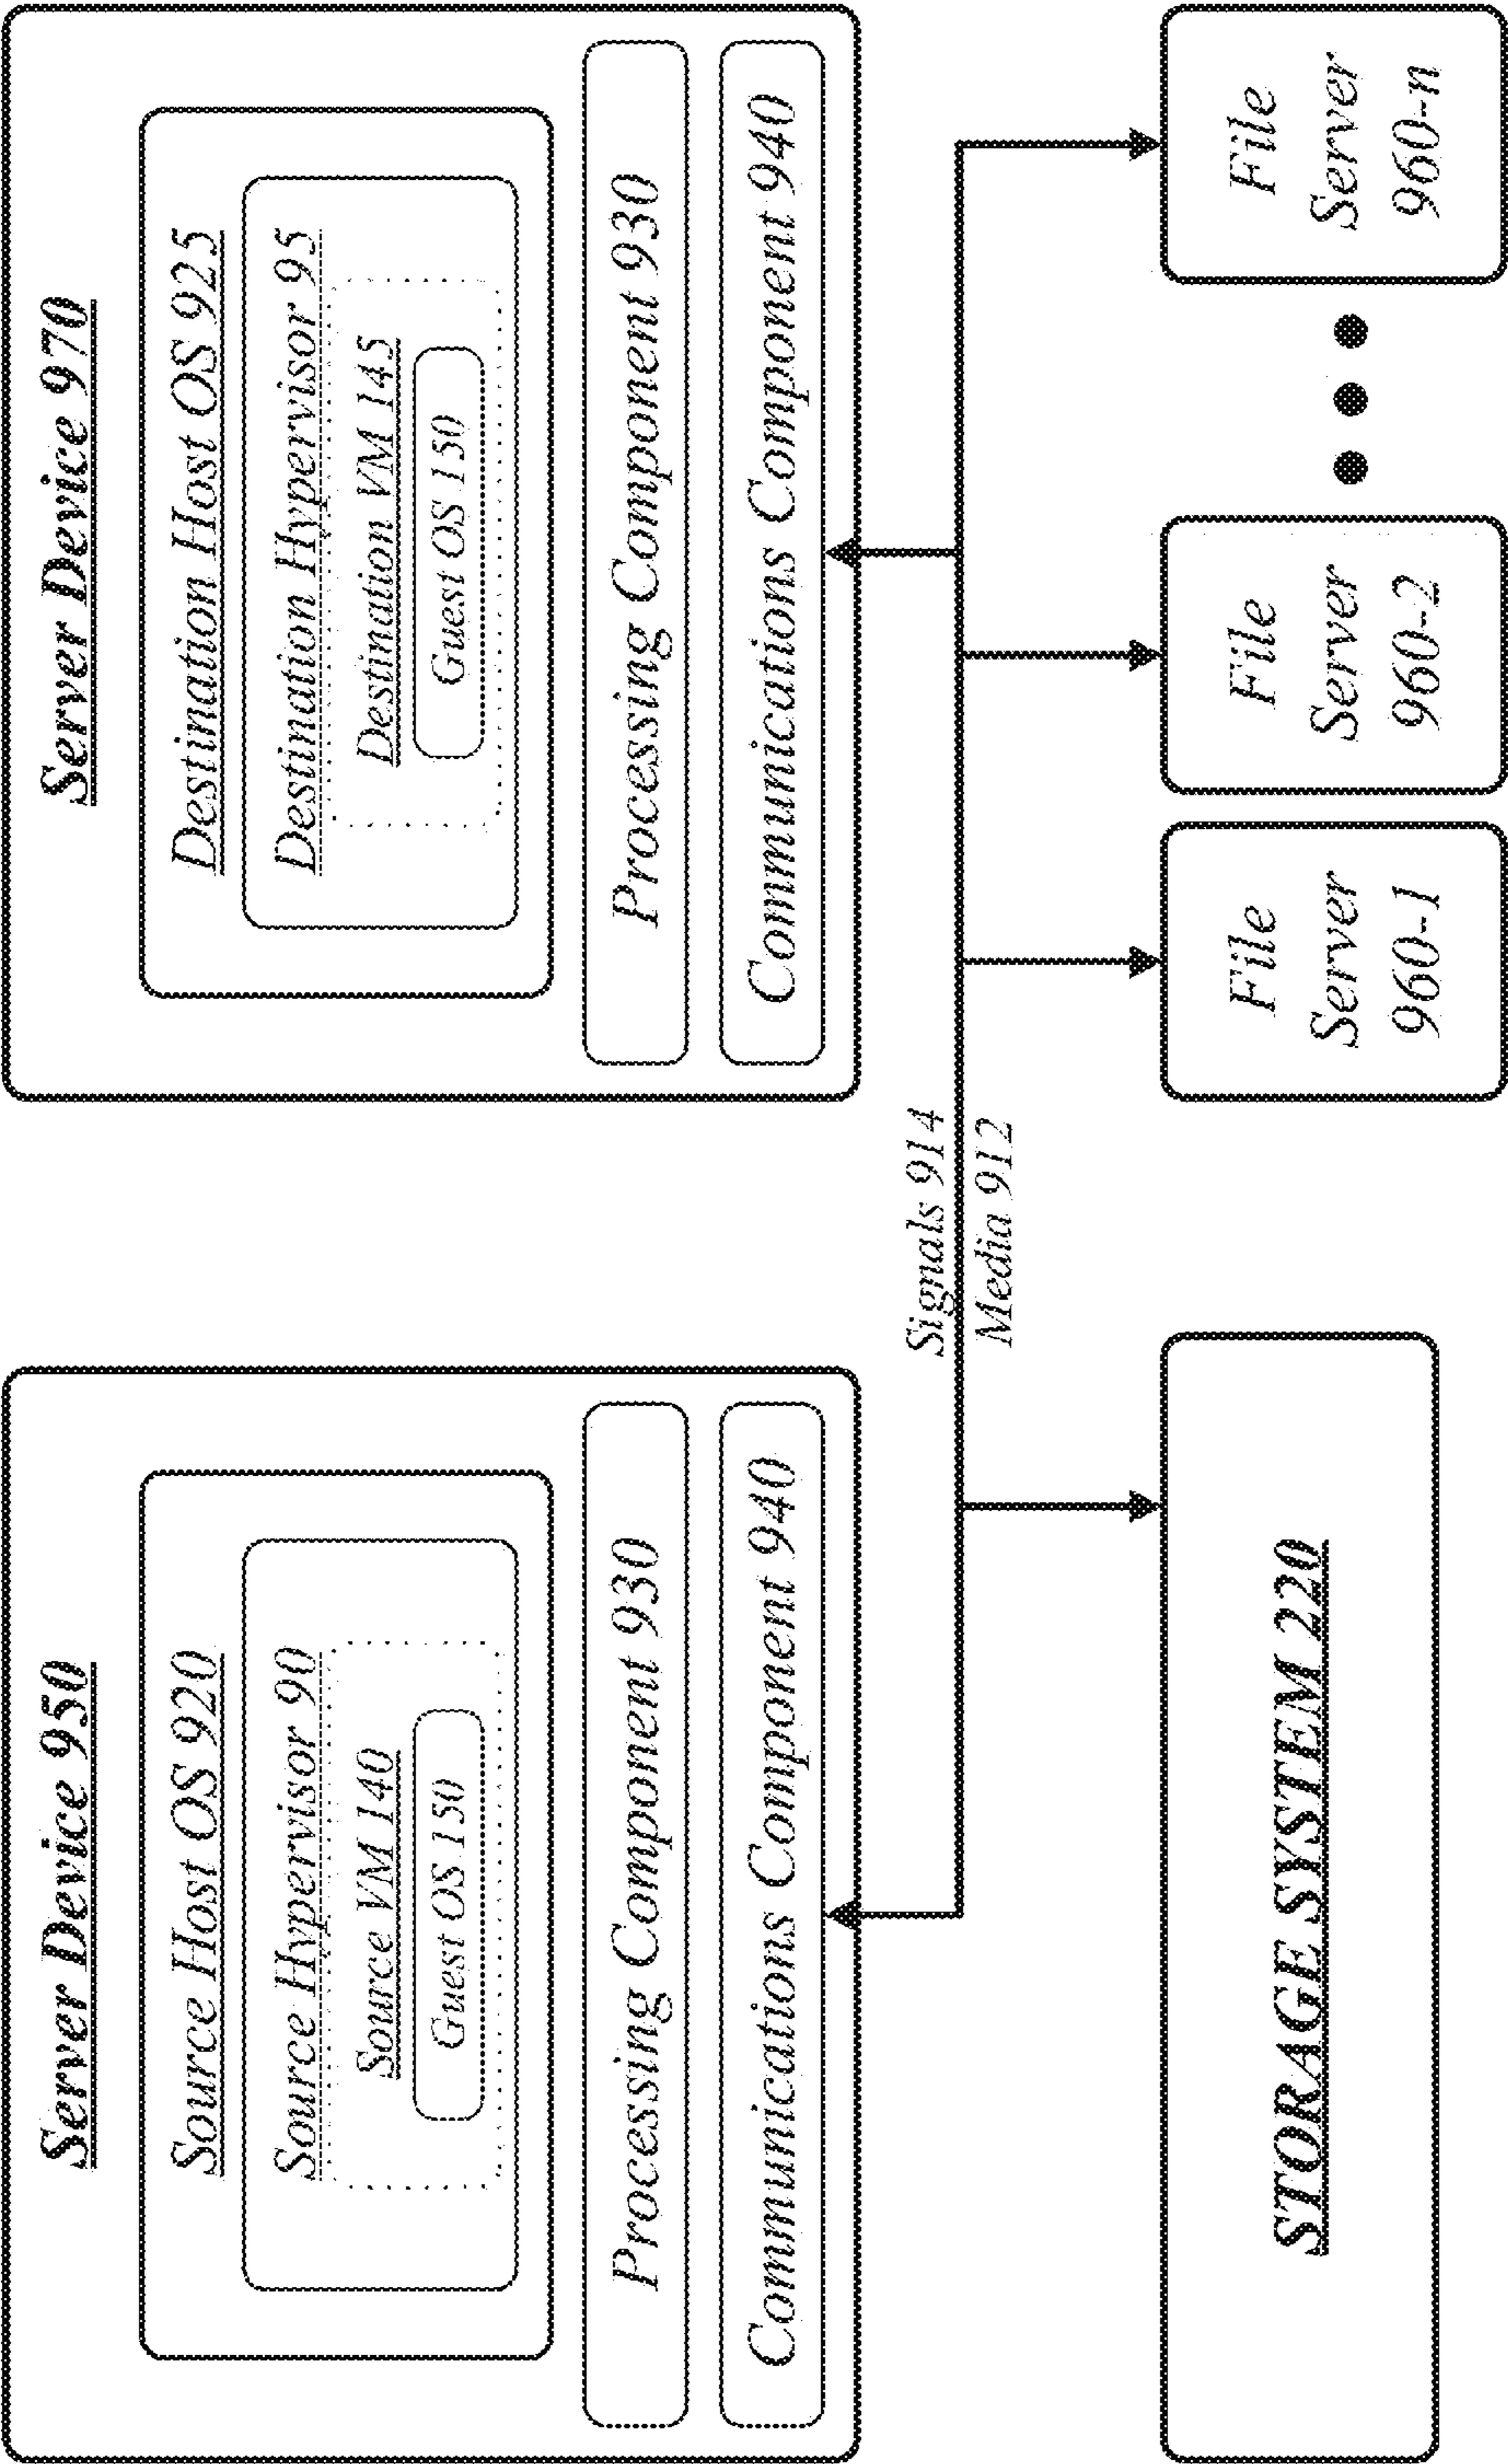 Server Device 950
Source Host OS 920
Source Hypervisor 90
Source VM 140
Guest OS 150
Processing Component 930
Communications Component 940
Server Device 970
Destination Host OS 925
Destination Hypervisor 95
Destination VM 145
Guest OS 150
Processing Component 930
Communications Component 940
Signals 914
Media 912
STORAGE SYSTEM 220
File
Server
960-1
File
Server
960-2
File
Server
960-n